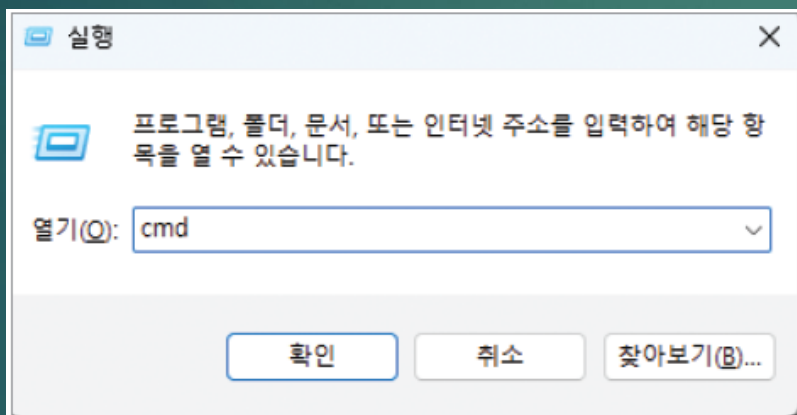 실행
프로그램, 폴더, 문서, 또는 인터넷 주소를 입력하여 해당 항
목을 열 수 있습니다.
열기(O): cmd
확인 취소 찾아보기(B)...